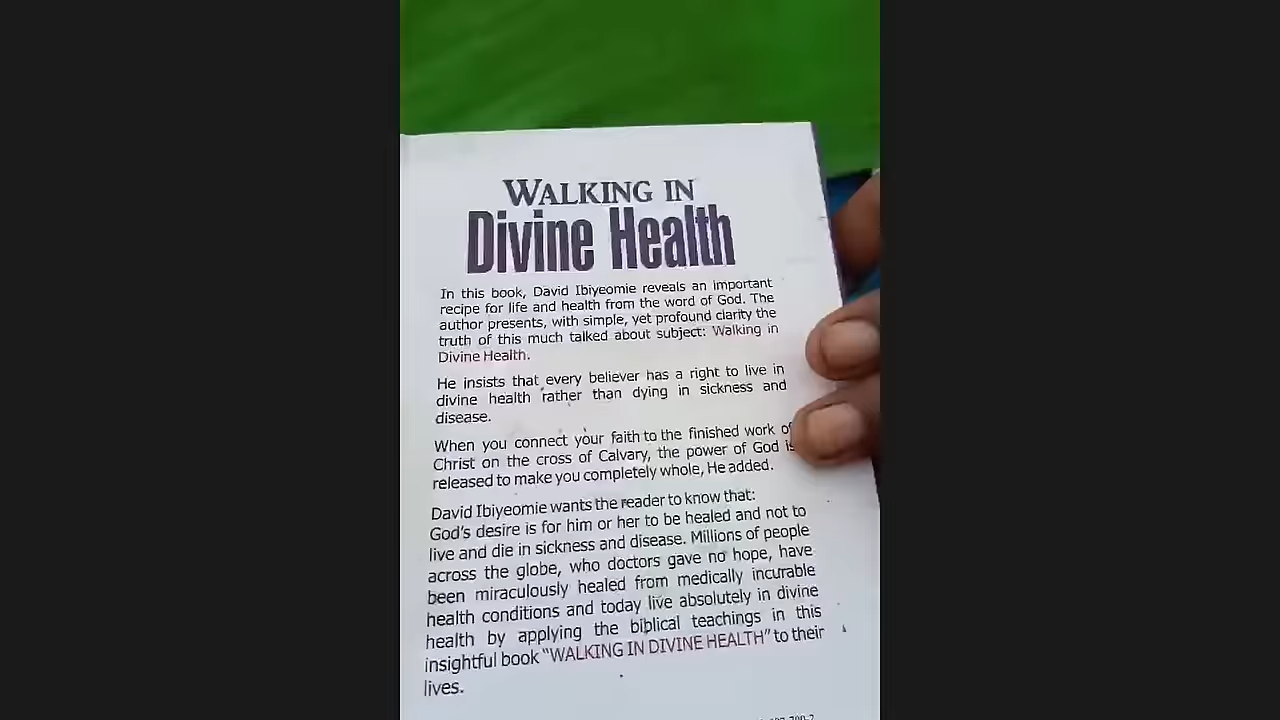 WALKING IN
Divine Health
In this book, David Ibiyeomie reveals an important
recipe for life and health from the word of God. The
author presents, with simple, yet profound clarity the
truth of this much talked about subject: Walking in
Divine Health.
He insists that every believer has a right to live in
divine health rather than dying in sickness and
disease.
When you connect your faith to the finished work of
Christ on the cross of Calvary, the power of God is
released to make you completely whole, He added.
David Ibiyeomie wants the reader to know that:
God's desire is for him or her to be healed and not to
live and die in sickness and disease. Millions of people
across the globe, who doctors gave no hope, have
been miraculously healed from medically incurable
health conditions and today live absolutely in divine
health by applying the biblical teachings in this
insightful book "WALKING IN DIVINE HEALTH" to their
lives.